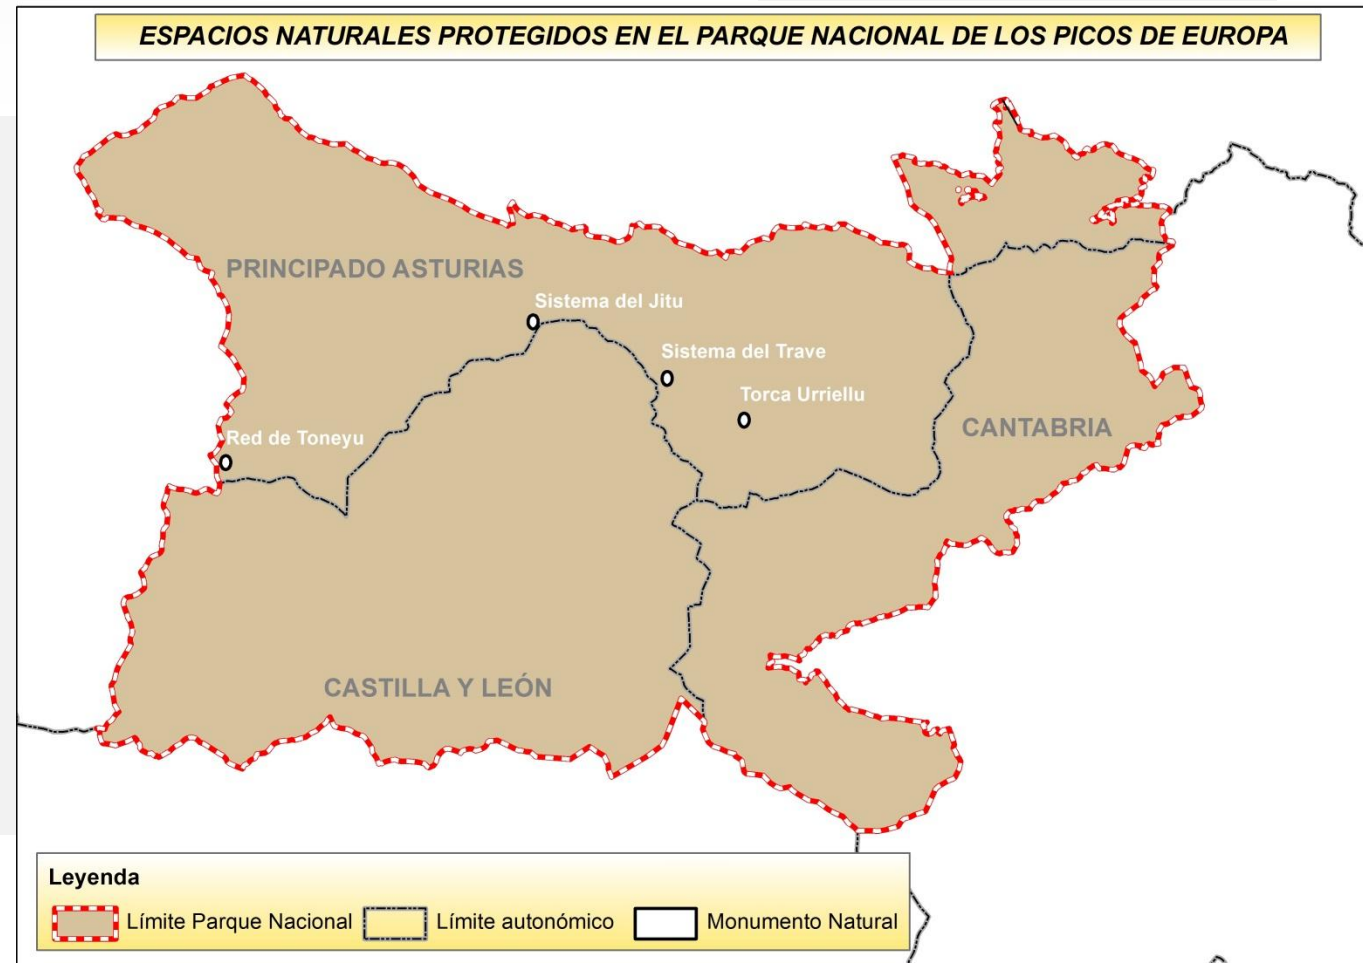 ESPACIOS NATURALES PROTEGIDOS EN EL PARQUE NACIONAL DE LOS PICOS DE EUROPA
PRINCIPADO ASTURIAS
Sistema del Jitu
Sistema del Trave
Torca Urriellu
CANTABRIA
Red de Toneyu
CASTILLA Y LEÓN
Leyenda
Límite Parque Nacional
Límite autonómico
Monumento Natural